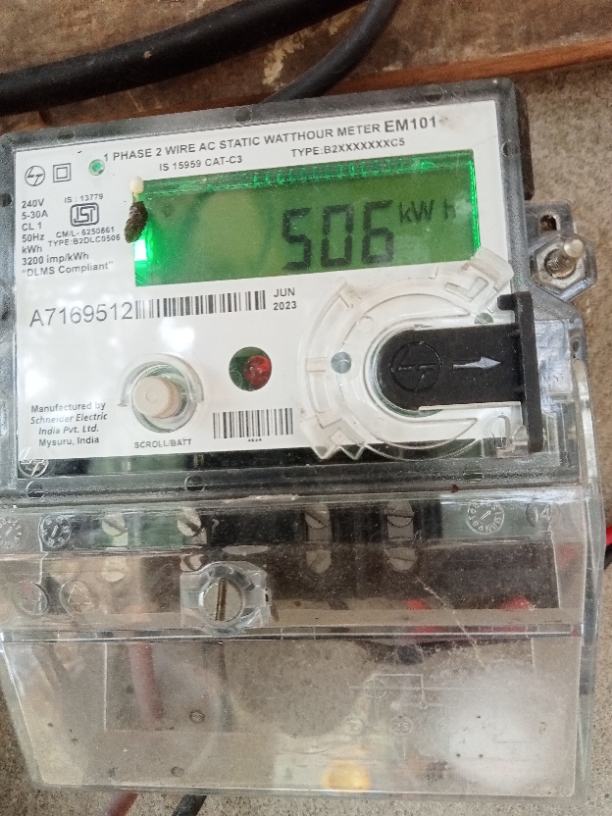 1 PHASE 2 WIRE AC STATIC WATTHOUR METER EM101
IS 15959 CAT-C3 TYPE:B2XXXXXXXC5
240V
5-30A
CL 1
50Hz
kWh
3200 imp/kWh
"DLMS Compliant"
IS : 13779
ISI
CM/L - 6250861
TYPE:B2DLC0506
506 kW h
A7169512
JUN
2023
Manufactured by
Schneider Electric
India Pvt. Ltd.
Mysuru, India
SCROLL/BATT